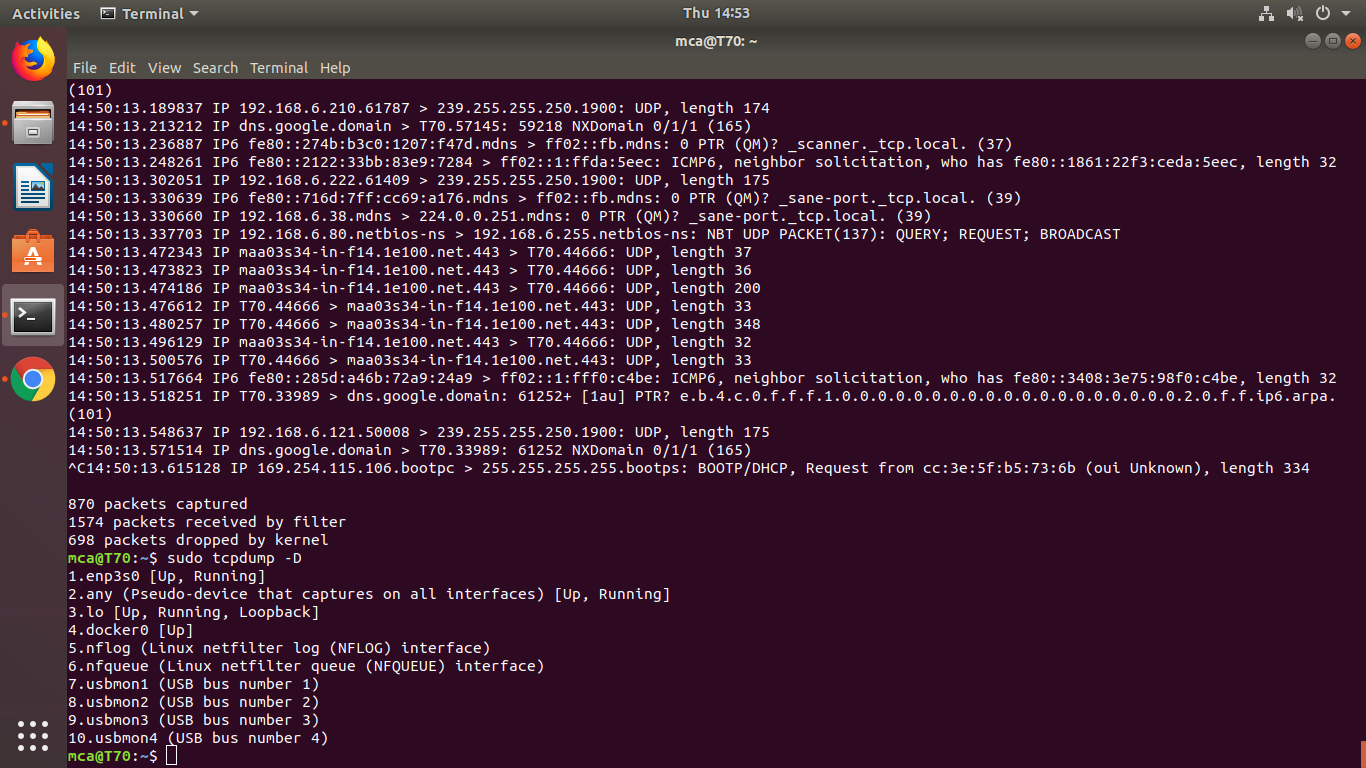 Activities Terminal Thu 14:53
mca@T70: ~
File Edit View Search Terminal Help
(101)
14:50:13.189837 IP 192.168.6.210.61787 > 239.255.255.250.1900: UDP, length 174
14:50:13.213212 IP dns.google.domain > T70.57145: 59218 NXDomain 0/1/1 (165)
14:50:13.236887 IP6 fe80::274b:b3c0:1207:f47d.mdns > ff02::fb.mdns: 0 PTR (QM)? _scanner._tcp.local. (37)
14:50:13.248261 IP6 fe80::2122:33bb:83e9:7284 > ff02::1:ffda:5eec: ICMP6, neighbor solicitation, who has fe80::1861:22f3:ceda:5eec, length 32
14:50:13.302051 IP 192.168.6.222.61409 > 239.255.255.250.1900: UDP, length 175
14:50:13.330639 IP6 fe80::716d:7ff:cc69:a176.mdns > ff02::fb.mdns: 0 PTR (QM)? _sane-port._tcp.local. (39)
14:50:13.330660 IP 192.168.6.38.mdns > 224.0.0.251.mdns: 0 PTR (QM)? _sane-port._tcp.local. (39)
14:50:13.337703 IP 192.168.6.80.netbios-ns > 192.168.6.255.netbios-ns: NBT UDP PACKET(137): QUERY; REQUEST; BROADCAST
14:50:13.472343 IP maa03s34-in-f14.1e100.net.443 > T70.44666: UDP, length 37
14:50:13.473823 IP maa03s34-in-f14.1e100.net.443 > T70.44666: UDP, length 36
14:50:13.474186 IP maa03s34-in-f14.1e100.net.443 > T70.44666: UDP, length 200
14:50:13.476612 IP T70.44666 > maa03s34-in-f14.1e100.net.443: UDP, length 33
14:50:13.480257 IP T70.44666 > maa03s34-in-f14.1e100.net.443: UDP, length 348
14:50:13.496129 IP maa03s34-in-f14.1e100.net.443 > T70.44666: UDP, length 32
14:50:13.500576 IP T70.44666 > maa03s34-in-f14.1e100.net.443: UDP, length 33
14:50:13.517664 IP6 fe80::285d:a46b:72a9:24a9 > ff02::1:fff0:c4be: ICMP6, neighbor solicitation, who has fe80::3408:3e75:98f0:c4be, length 32
14:50:13.518251 IP T70.33989 > dns.google.domain: 61252+ [1au] PTR? e.b.4.c.0.f.f.f.1.0.0.0.0.0.0.0.0.0.0.0.0.0.0.0.0.0.0.0.2.0.f.f.ip6.arpa.
(101)
14:50:13.548637 IP 192.168.6.121.50008 > 239.255.255.250.1900: UDP, length 175
14:50:13.571514 IP dns.google.domain > T70.33989: 61252 NXDomain 0/1/1 (165)
^C14:50:13.615128 IP 169.254.115.106.bootpc > 255.255.255.255.bootps: BOOTP/DHCP, Request from cc:3e:5f:b5:73:6b (oui Unknown), length 334
870 packets captured
1574 packets received by filter
698 packets dropped by kernel
mca@T70:~$ sudo tcpdump -D
1.enp3s0 [Up, Running]
2.any (Pseudo-device that captures on all interfaces) [Up, Running]
3.lo [Up, Running, Loopback]
4.docker0 [Up]
5.nflog (Linux netfilter log (NFLOG) interface)
6.nfqueue (Linux netfilter queue (NFQUEUE) interface)
7.usbmon1 (USB bus number 1)
8.usbmon2 (USB bus number 2)
9.usbmon3 (USB bus number 3)
10.usbmon4 (USB bus number 4)
mca@T70:~$